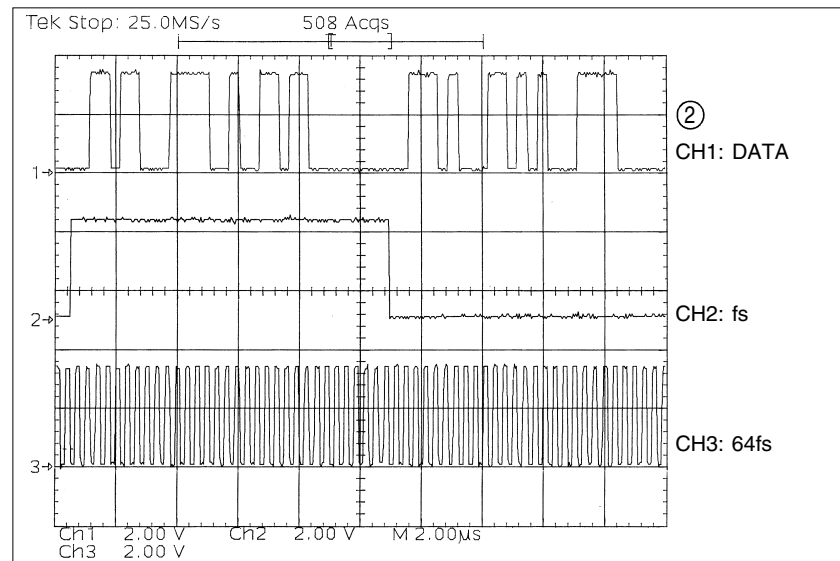 Tek Stop: 25.0MS/s 508 Acqs
②
CH1: DATA
1
CH2: fs
2
CH3: 64fs
3
Ch1 2.00 V Ch2 2.00 V M 2.00µs
Ch3 2.00 V